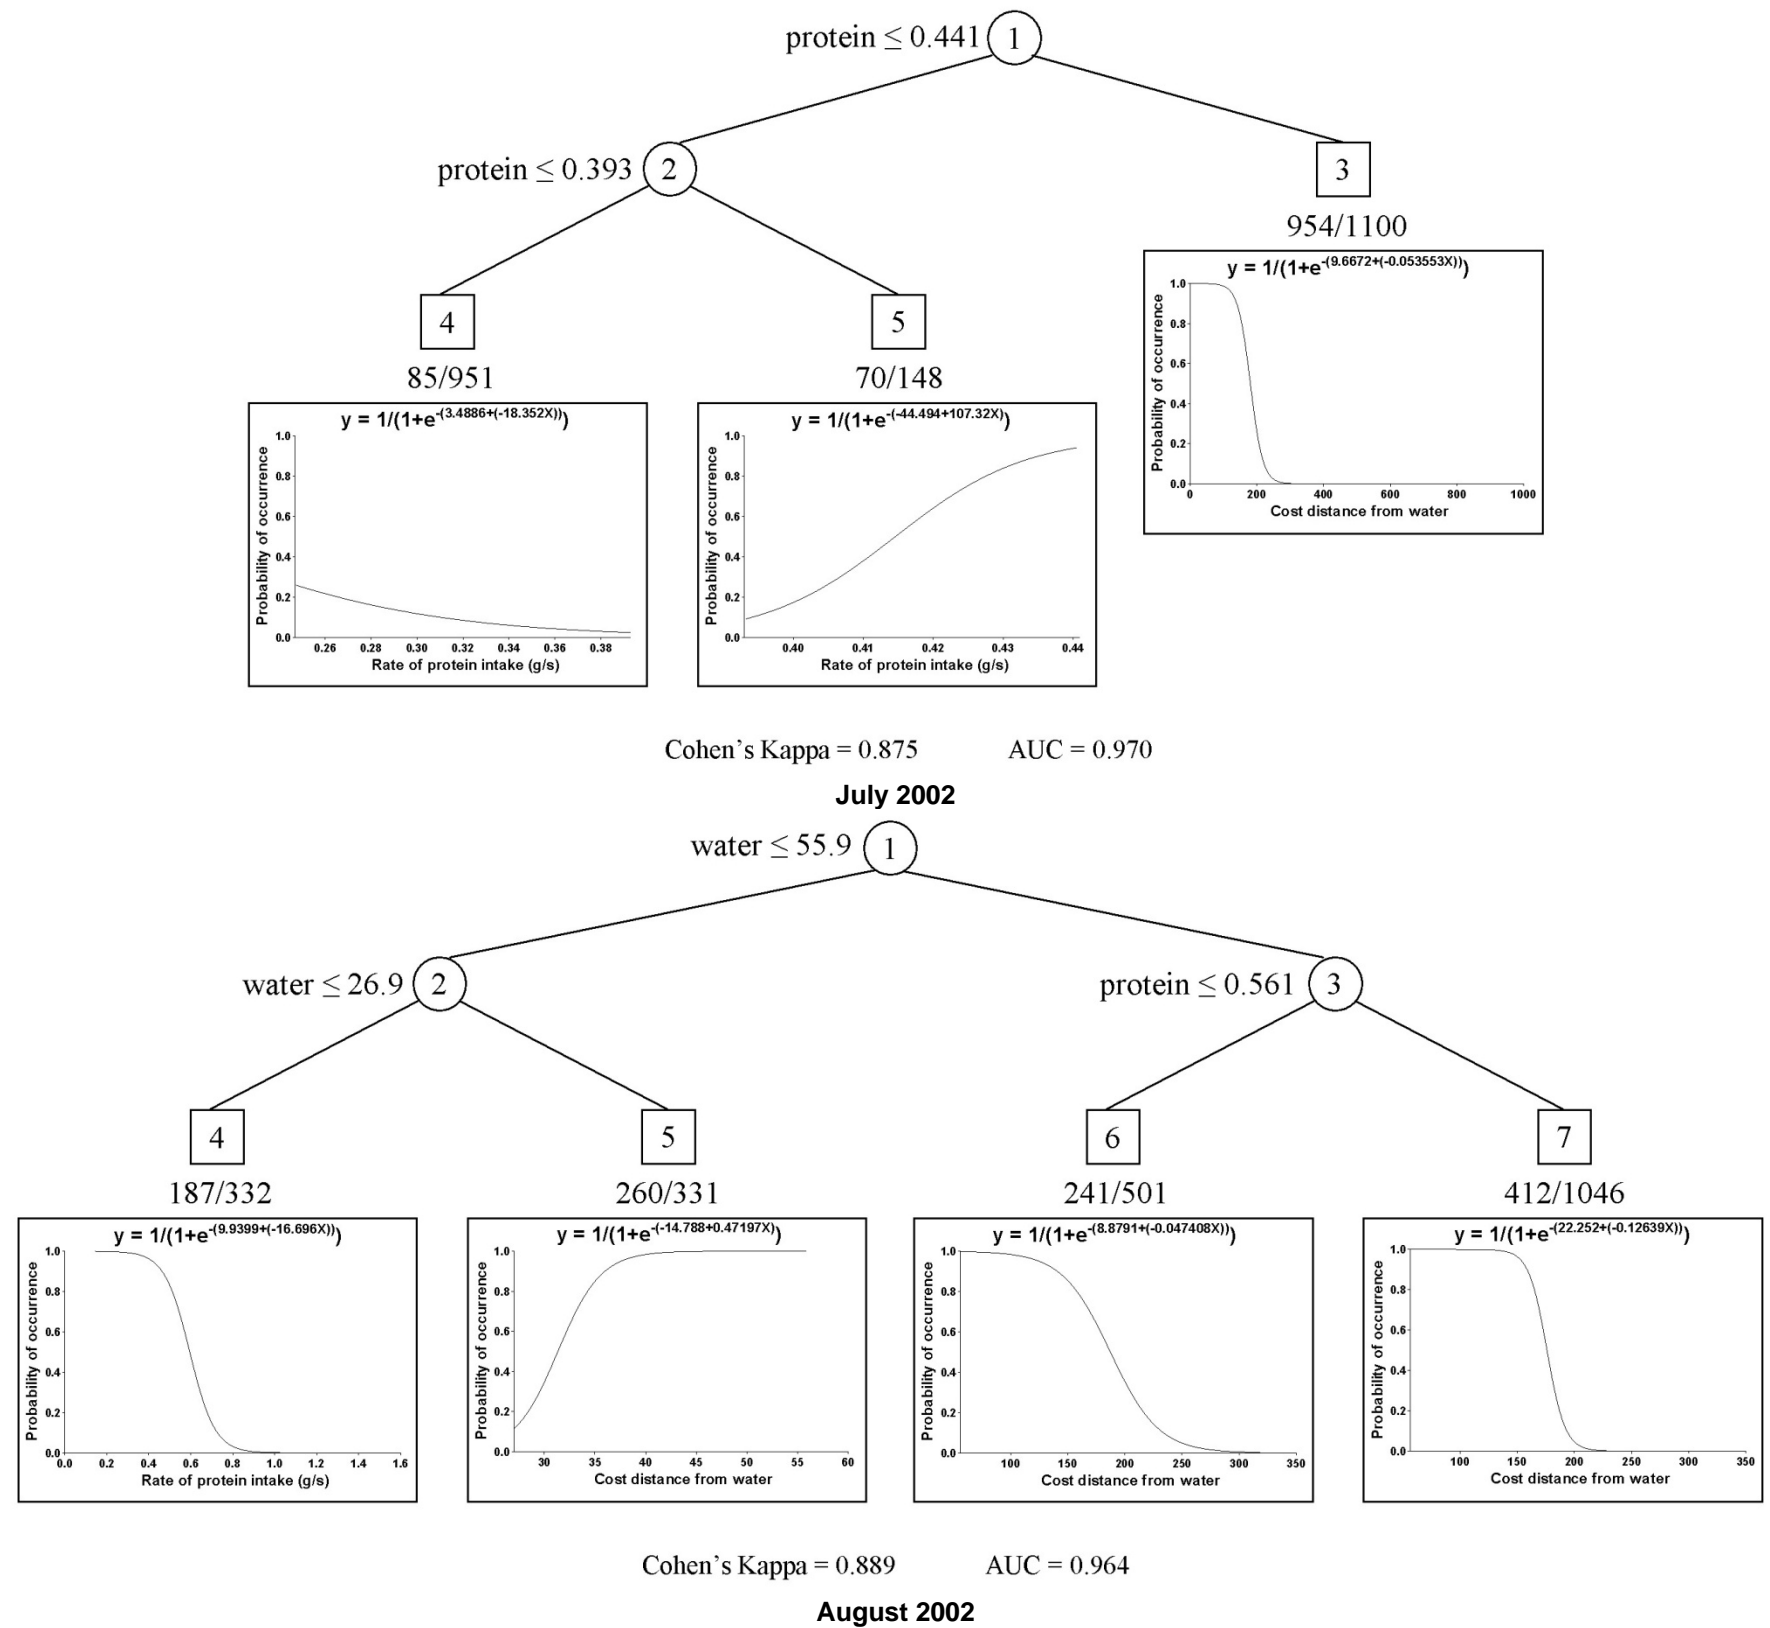 protein ≤ 0.441 1
protein ≤ 0.393 2
3
954/1100
y = 1/(1+e^-(9.6672+(-0.053553X)))
Probability of occurrence
1.0
0.8
0.6
0.4
0.2
0.0
0 200 400 600 800 1000
Cost distance from water
4
85/951
y = 1/(1+e^-(3.4886+(-18.352X)))
Probability of occurrence
1.0
0.8
0.6
0.4
0.2
0.0
0.26 0.28 0.30 0.32 0.34 0.36 0.38
Rate of protein intake (g/s)
5
70/148
y = 1/(1+e^-(-44.494+107.32X))
Probability of occurrence
1.0
0.8
0.6
0.4
0.2
0.0
0.40 0.41 0.42 0.43 0.44
Rate of protein intake (g/s)
Cohen's Kappa = 0.875 AUC = 0.970
July 2002
water ≤ 55.9 1
water ≤ 26.9 2
protein ≤ 0.561 3
4
187/332
y = 1/(1+e^-(9.9399+(-16.696X)))
Probability of occurrence
1.0
0.8
0.6
0.4
0.2
0.0
0.0 0.2 0.4 0.6 0.8 1.0 1.2 1.4 1.6
Rate of protein intake (g/s)
5
260/331
y = 1/(1+e^-(-14.788+0.47197X))
Probability of occurrence
1.0
0.8
0.6
0.4
0.2
0.0
30 35 40 45 50 55 60
Cost distance from water
6
241/501
y = 1/(1+e^-(8.8791+(-0.047408X)))
Probability of occurrence
1.0
0.8
0.6
0.4
0.2
0.0
100 150 200 250 300 350
Cost distance from water
7
412/1046
y = 1/(1+e^-(22.252+(-0.12639X)))
Probability of occurrence
1.0
0.8
0.6
0.4
0.2
0.0
100 150 200 250 300 350
Cost distance from water
Cohen's Kappa = 0.889 AUC = 0.964
August 2002